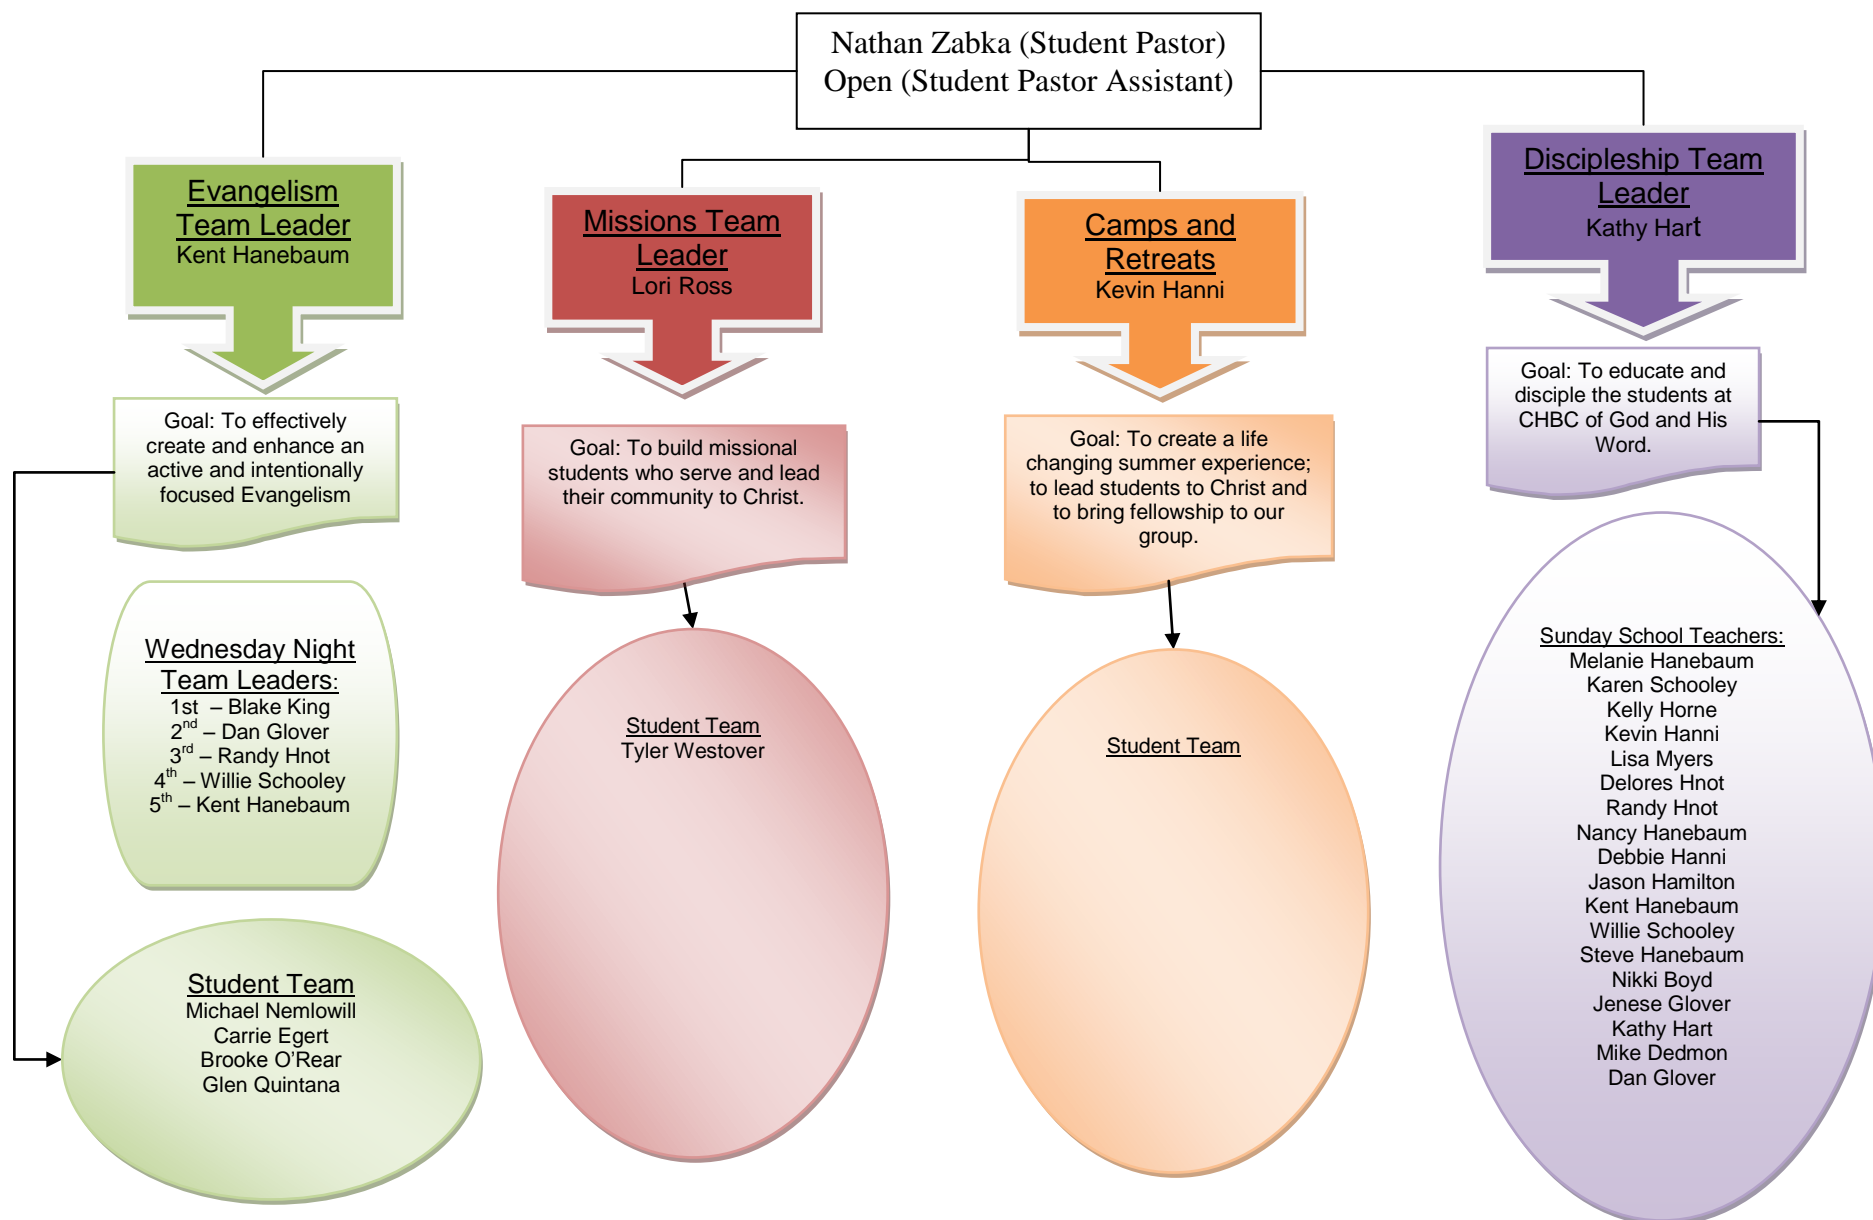 Nathan Zabka (Student Pastor)
Open (Student Pastor Assistant)
Evangelism
Team Leader
Kent Hanebaum
Goal: To effectively
create and enhance an
active and intentionally
focused Evangelism
Wednesday Night
Team Leaders:
1st – Blake King
2nd – Dan Glover
3rd – Randy Hnot
4th – Willie Schooley
5th – Kent Hanebaum
Student Team
Michael Nemlowill
Carrie Egert
Brooke O’Rear
Glen Quintana
Missions Team
Leader
Lori Ross
Goal: To build missional
students who serve and lead
their community to Christ.
Student Team
Tyler Westover
Camps and
Retreats
Kevin Hanni
Goal: To create a life
changing summer experience;
to lead students to Christ and
to bring fellowship to our
group.
Student Team
Discipleship Team
Leader
Kathy Hart
Goal: To educate and
disciple the students at
CHBC of God and His
Word.
Sunday School Teachers:
Melanie Hanebaum
Karen Schooley
Kelly Horne
Kevin Hanni
Lisa Myers
Delores Hnot
Randy Hnot
Nancy Hanebaum
Debbie Hanni
Jason Hamilton
Kent Hanebaum
Willie Schooley
Steve Hanebaum
Nikki Boyd
Jenese Glover
Kathy Hart
Mike Dedmon
Dan Glover